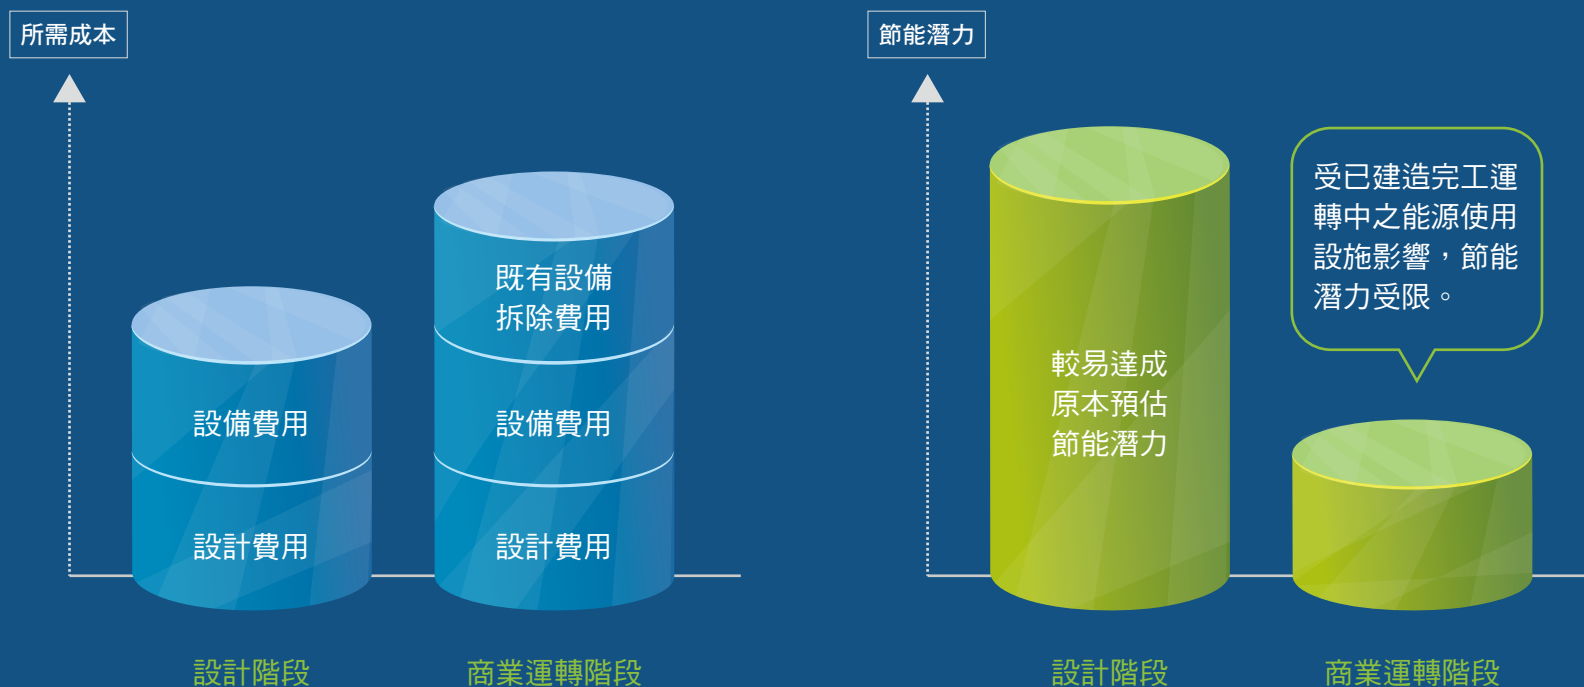 所需成本
既有設備
拆除費用
設備費用
設備費用
設計費用
設計費用
設計階段
商業運轉階段
節能潛力
受已建造完工運
轉中之能源使用
設施影響，節能
潛力受限。
較易達成
原本預估
節能潛力
設計階段
商業運轉階段